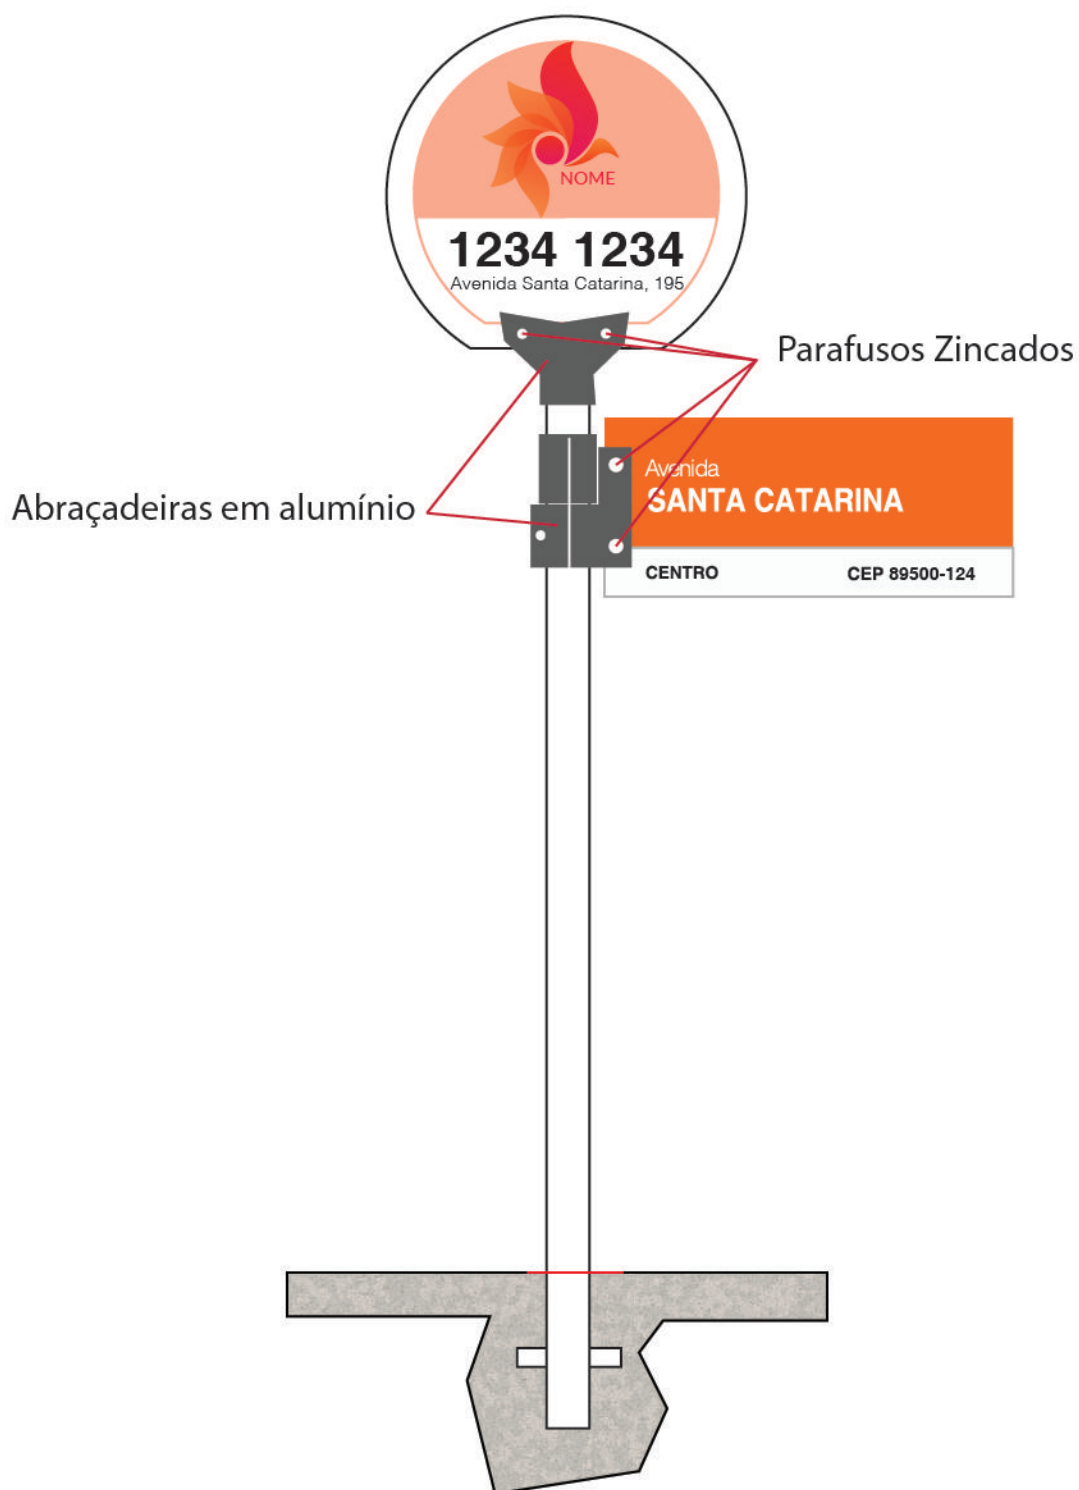 NOME
1234 1234
Avenida Santa Catarina, 195
Parafusos Zincados
Avenida
SANTA CATARINA
Abraçadeiras em alumínio
CENTRO CEP 89500-124